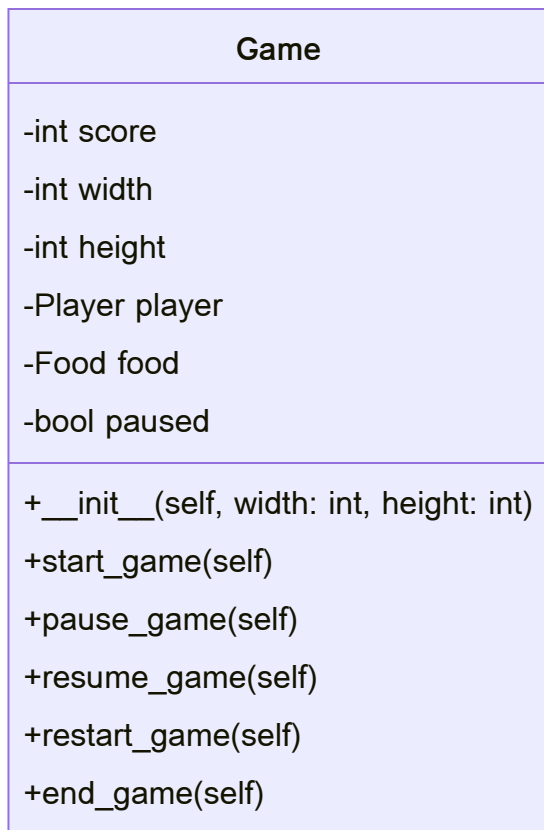 Game
-int score
-int width
-int height
-Player player
-Food food
-bool paused
+__init__(self, width: int, height: int)
+start_game(self)
+pause_game(self)
+resume_game(self)
+restart_game(self)
+end_game(self)